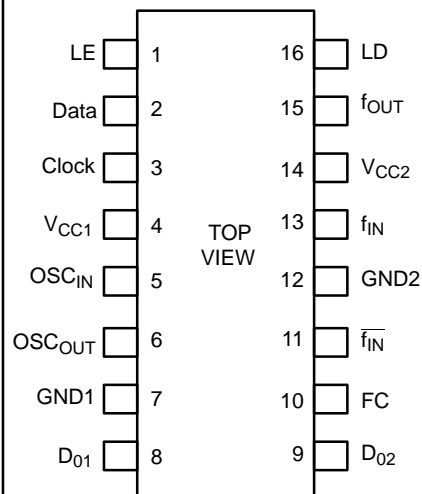 LE 1 16 LD
Data 2 15 fOUT
Clock 3 14 VCC2
VCC1 4 13 fIN
TOP
VIEW
OSCIN 5 12 GND2
OSCOUT 6 11 f̅I̅N̅
GND1 7 10 FC
D01 8 9 D02